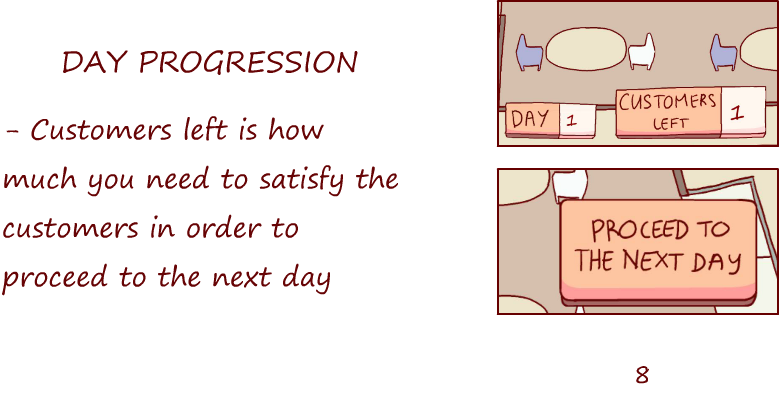 DAY PROGRESSION
- Customers left is how
much you need to satisfy the
customers in order to
proceed to the next day
DAY 1
CUSTOMERS
LEFT
1
PROCEED TO
THE NEXT DAY
8